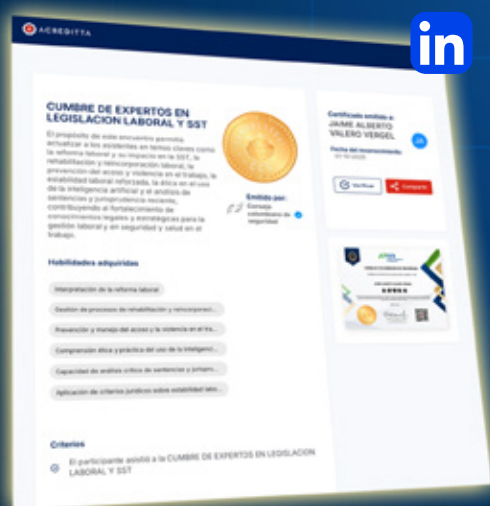 in
ACREDITTA
CUMBRE DE EXPERTOS EN
LEGISLACION LABORAL Y SST
El propósito de este encuentro permite
actualizar a los asistentes en temas claves como
la reforma laboral y su impacto en la SST, la
rehabilitación y reincorporación laboral, la
prevención del acoso y violencia en el trabajo, la
estabilidad laboral reforzada, la ética en el uso
de la inteligencia artificial y el análisis de
sentencias y jurisprudencia reciente,
contribuyendo al fortalecimiento de
conocimientos legales y estratégicos para la
gestión laboral y en seguridad y salud en el
trabajo.
Emitido por:
Consejo
colombiano de
seguridad
Certificado emitido a:
JAIME ALBERTO
VALERO VERGEL
Fecha del reconocimiento
Verificar
Compartir
Habilidades adquiridas
Interpretación de la reforma laboral
Gestión de procesos de rehabilitación y reincorporaci...
Prevención y manejo del acoso y la violencia en el tra...
Comprensión ética y práctica del uso de la inteligenci...
Capacidad de análisis crítico de sentencias y jurispru...
Aplicación de criterios jurídicos sobre estabilidad labo...
Criterios
El participante asistió a la CUMBRE DE EXPERTOS EN LEGISLACION
LABORAL Y SST